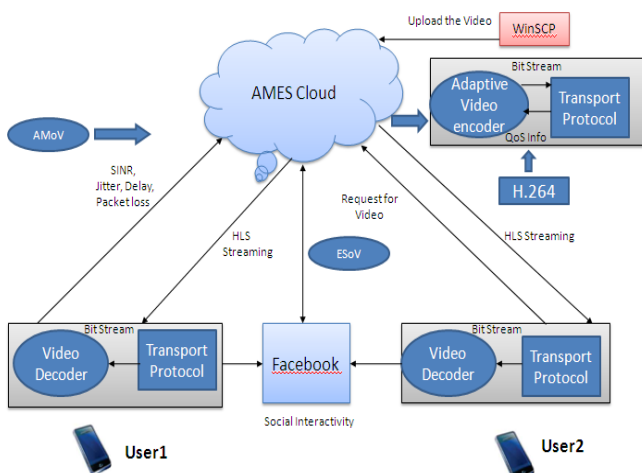 Upload the Video
WinSCP
AMES Cloud
Bit Stream
Adaptive
Video
encoder
Transport
Protocol
QoS Info
AMoV
H.264
SINR,
Jitter, Delay,
Packet loss
Request for
Video
HLS
Streaming
HLS Streaming
ESoV
Bit Stream
Video
Decoder
Transport
Protocol
Facebook
Bit Stream
Video
Decoder
Transport
Protocol
Social Interactivity
User1
User2